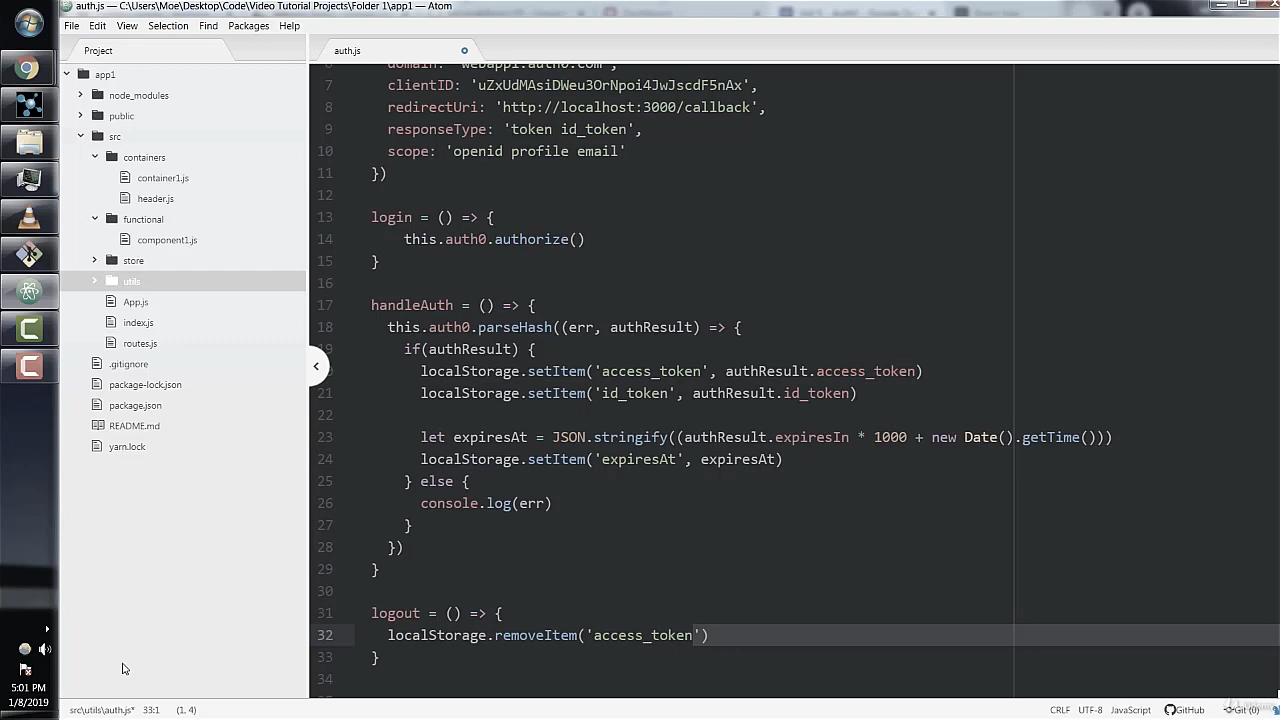 auth.js — C:\Users\Moe\Desktop\Code\Video Tutorial Projects\Folder 1\app1 — Atom
File Edit View Selection Find Packages Help
Project
auth.js
app1
node_modules
public
src
containers
container1.js
header.js
functional
component1.js
store
utils
App.js
index.js
routes.js
.gitignore
package-lock.json
package.json
README.md
yarn.lock
7 clientID: 'uZxUdMAsiDWeu3OrNpoi4JwJscdF5nAx',
8 redirectUri: 'http://localhost:3000/callback',
9 responseType: 'token id_token',
10 scope: 'openid profile email'
11 })
12
13 login = () => {
14 this.auth0.authorize()
15 }
16
17 handleAuth = () => {
18 this.auth0.parseHash((err, authResult) => {
19 if(authResult) {
20 localStorage.setItem('access_token', authResult.access_token)
21 localStorage.setItem('id_token', authResult.id_token)
22
23 let expiresAt = JSON.stringify((authResult.expiresIn * 1000 + new Date().getTime()))
24 localStorage.setItem('expiresAt', expiresAt)
25 } else {
26 console.log(err)
27 }
28 })
29 }
30
31 logout = () => {
32 localStorage.removeItem('access_token')
33 }
34
5:01 PM
1/8/2019
src\utils\auth.js* 33:1 (1, 4)
CRLF UTF-8 JavaScript GitHub Git (0)